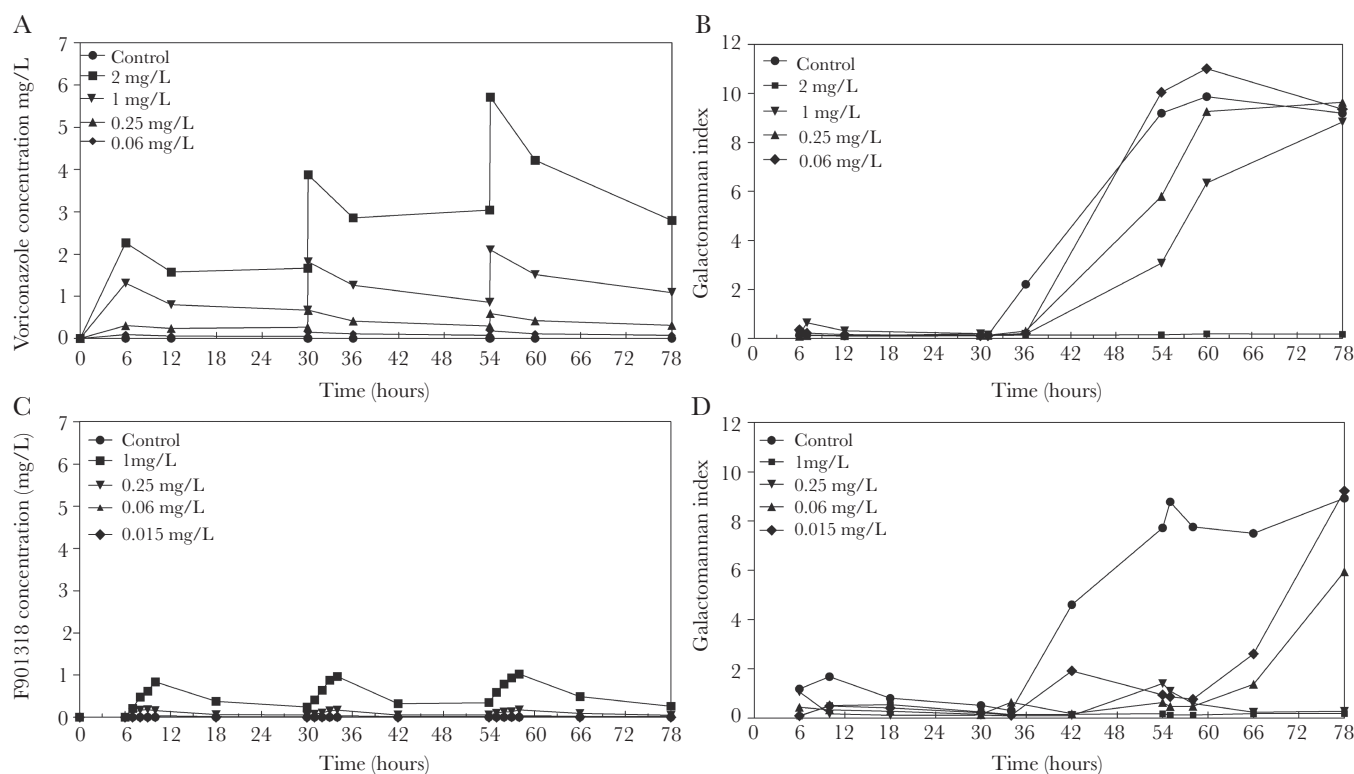 A
Voriconazole concentration mg/L
7
6
5
4
3
2
1
0
Control
2 mg/L
1 mg/L
0.25 mg/L
0.06 mg/L
0 6 12 18 24 30 36 42 48 54 60 66 72 78
Time (hours)
B
Galactomannan index
12
10
8
6
4
2
0
Control
2 mg/L
1 mg/L
0.25 mg/L
0.06 mg/L
0 6 12 18 24 30 36 42 48 54 60 66 72 78
Time (hours)
C
F901318 concentration (mg/L)
7
6
5
4
3
2
1
0
Control
1mg/L
0.25 mg/L
0.06 mg/L
0.015 mg/L
0 6 12 18 24 30 36 42 48 54 60 66 72 78
Time (hours)
D
Galactomannan index
12
10
8
6
4
2
0
Control
1mg/L
0.25 mg/L
0.06 mg/L
0.015 mg/L
0 6 12 18 24 30 36 42 48 54 60 66 72 78
Time (hours)